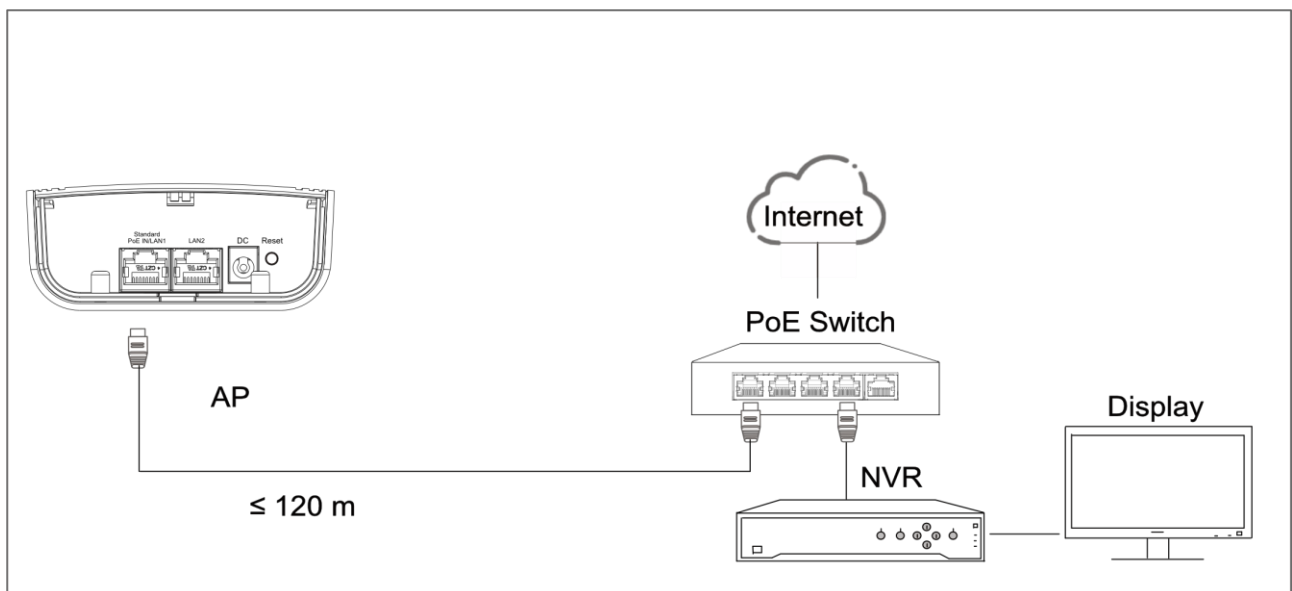 Internet
PoE Switch
Standard
PoE IN/LAN1
LAN2
DC
Reset
AP
≤ 120 m
NVR
Display